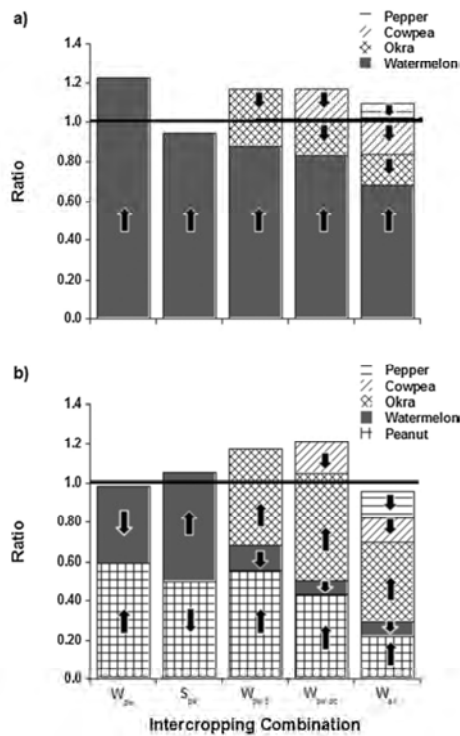 a)
Pepper
Cowpea
Okra
Watermelon
1.4
1.2
1.0
0.80
0.60
0.40
0.20
0.0
Ratio
b)
Pepper
Cowpea
Okra
Watermelon
Peanut
1.4
1.2
1.0
0.80
0.60
0.40
0.20
0.0
Ratio
Intercropping Combination